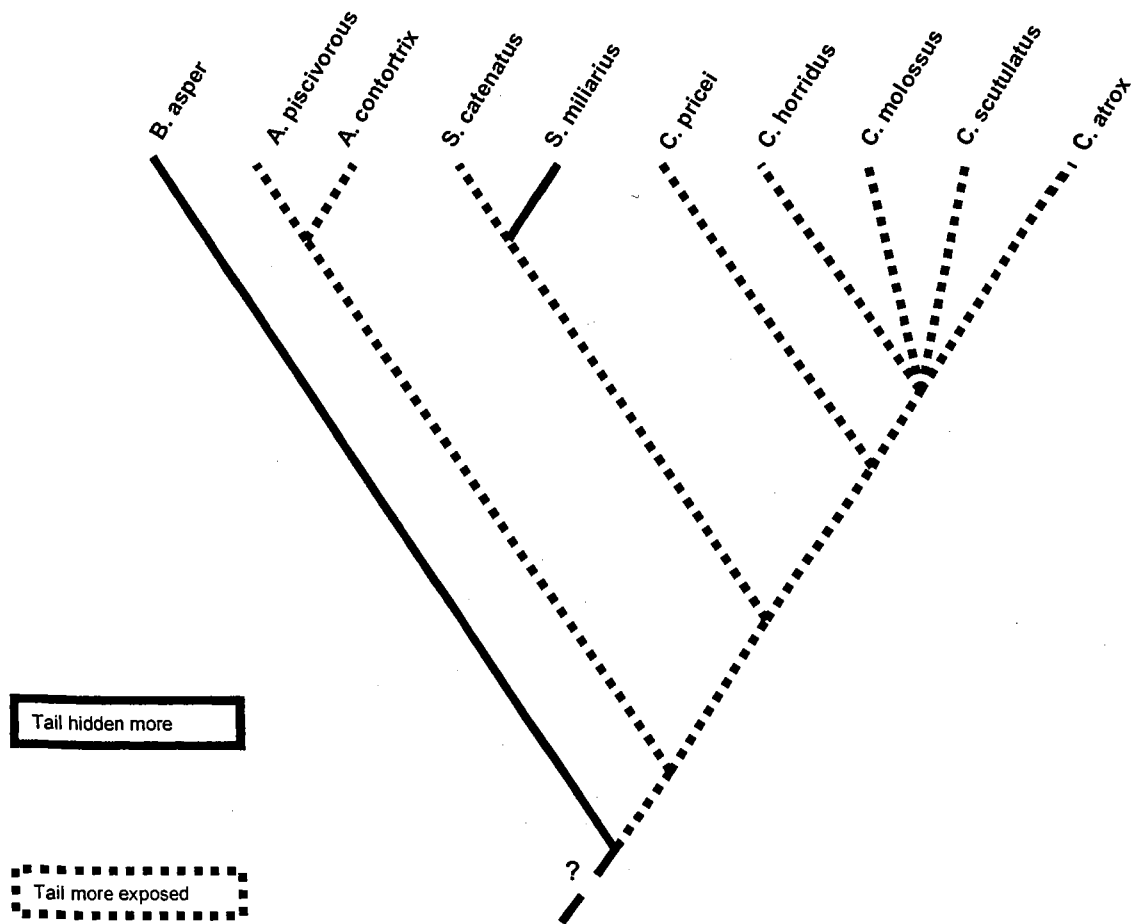 B. asper
A. piscivorous
A. contortrix
S. catenatus
S. miliarius
C. pricei
C. horridus
C. molossus
C. scutulatus
C. atrox
Tail hidden more
?
Tail more exposed